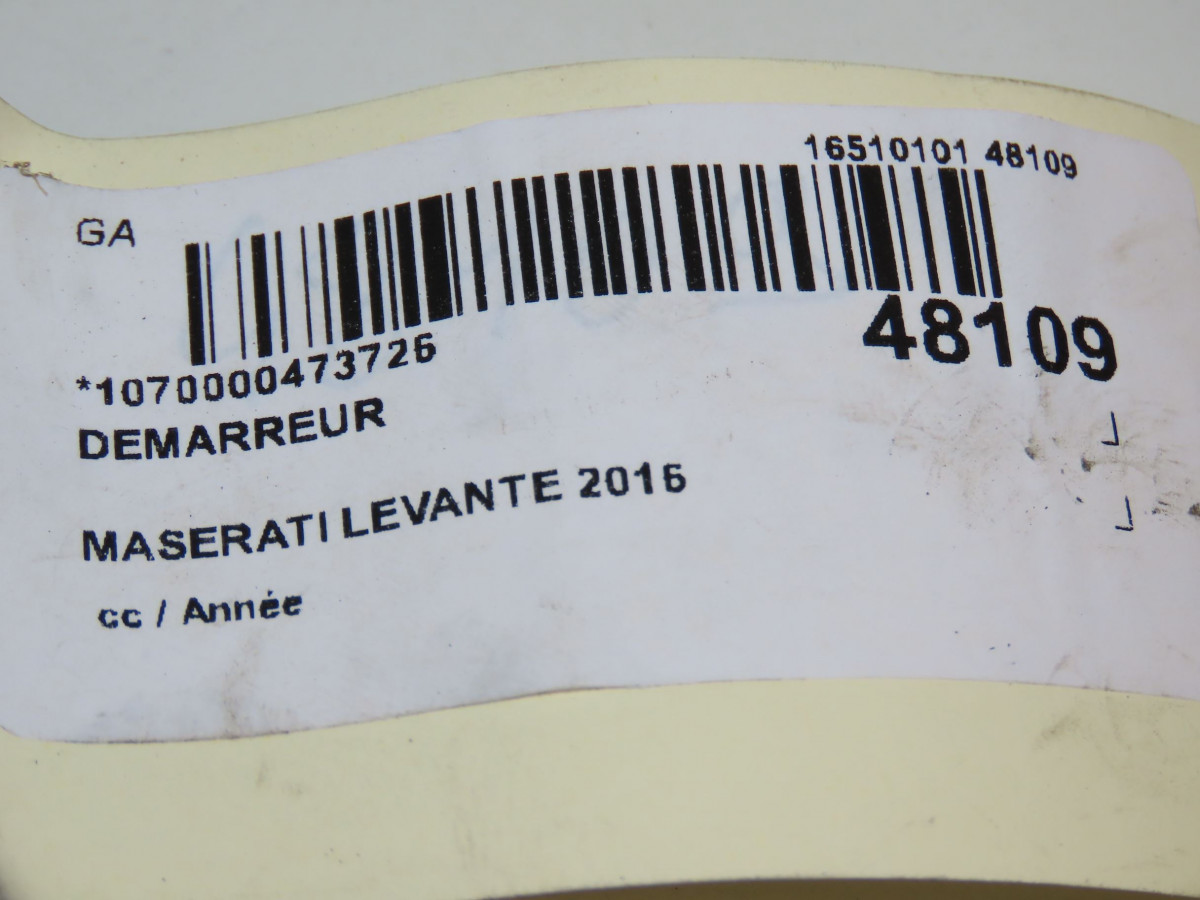 16510101 48109
GA
48109
*1070000473726
DEMARREUR
MASERATI LEVANTE 2016
cc / Année